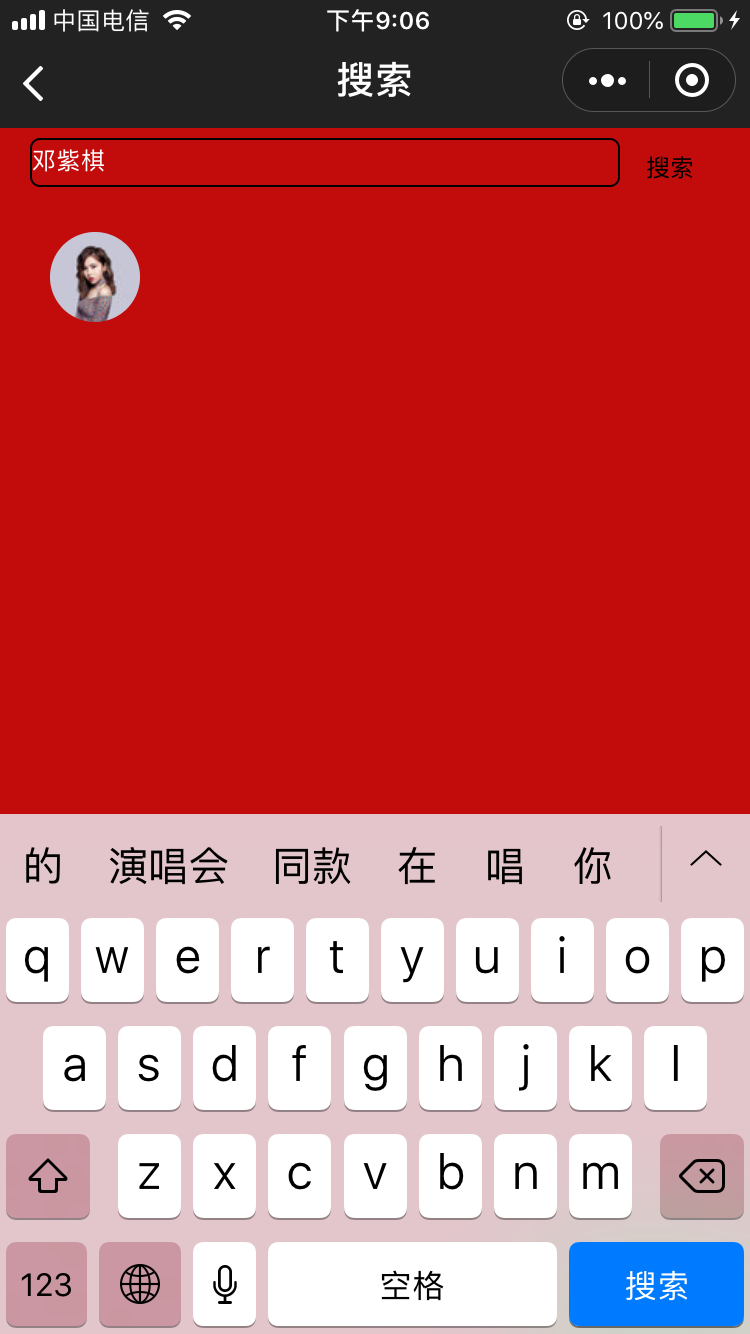 中国电信 下午9:06 100%
搜索
邓紫棋 搜索
的 演唱会 同款 在 唱 你
q w e r t y u i o p
a s d f g h j k l
z x c v b n m
123 空格 搜索